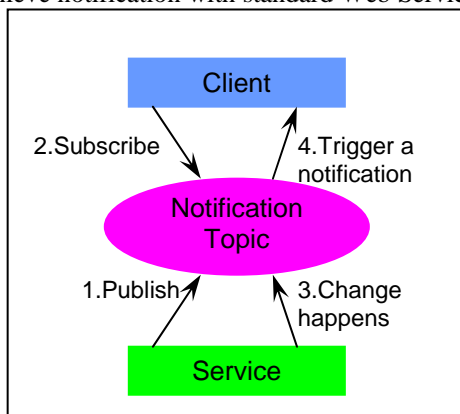 ieve notification with standard Web Servic
Client
2.Subscribe
4.Trigger a
notification
Notification
Topic
1.Publish
3.Change
happens
Service